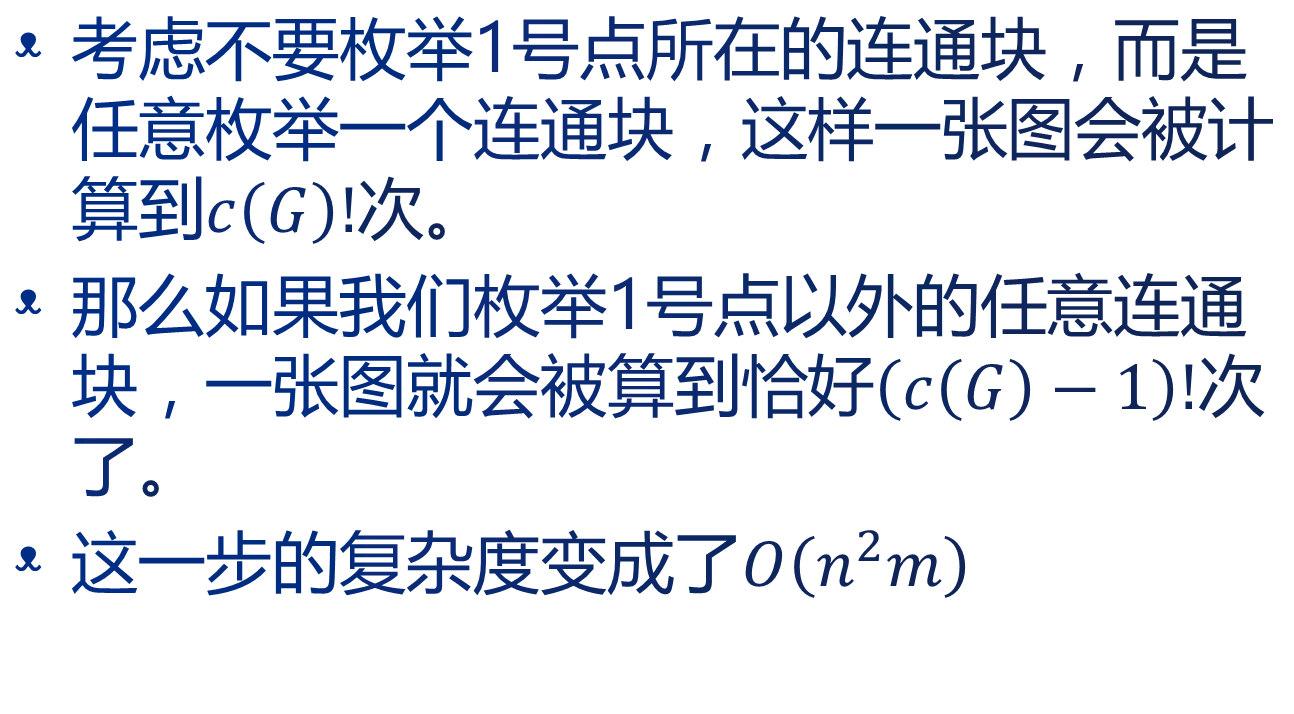 考虑不要枚举1号点所在的连通块，而是
任意枚举一个连通块，这样一张图会被计
算到c(G)!次。
那么如果我们枚举1号点以外的任意连通
块，一张图就会被算到恰好(c(G) − 1)!次
了。
这一步的复杂度变成了O(n²m)